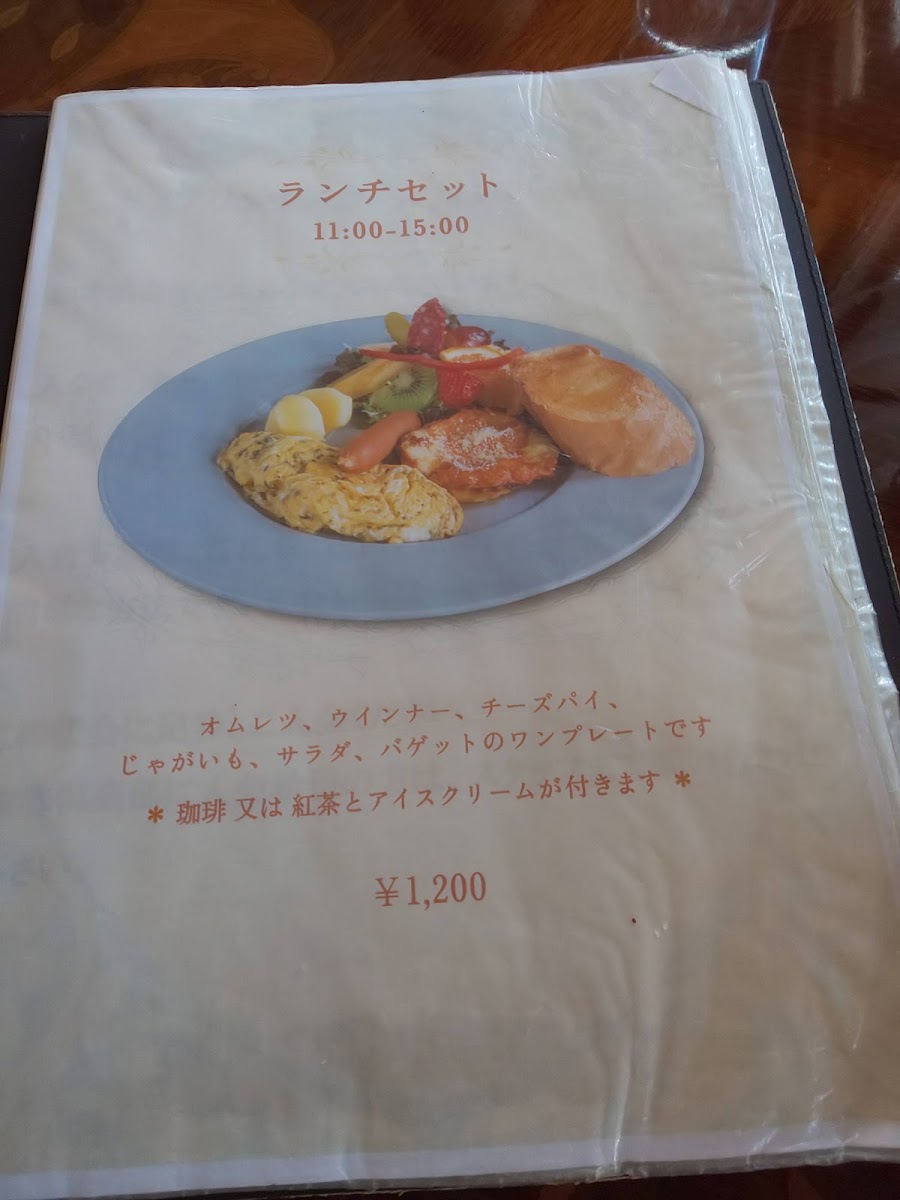 ランチセット
11:00-15:00
オムレツ、ウインナー、チーズパイ、
じゃがいも、サラダ、バゲットのワンプレートです
＊ 珈琲 又は 紅茶とアイスクリームが付きます ＊
￥1,200